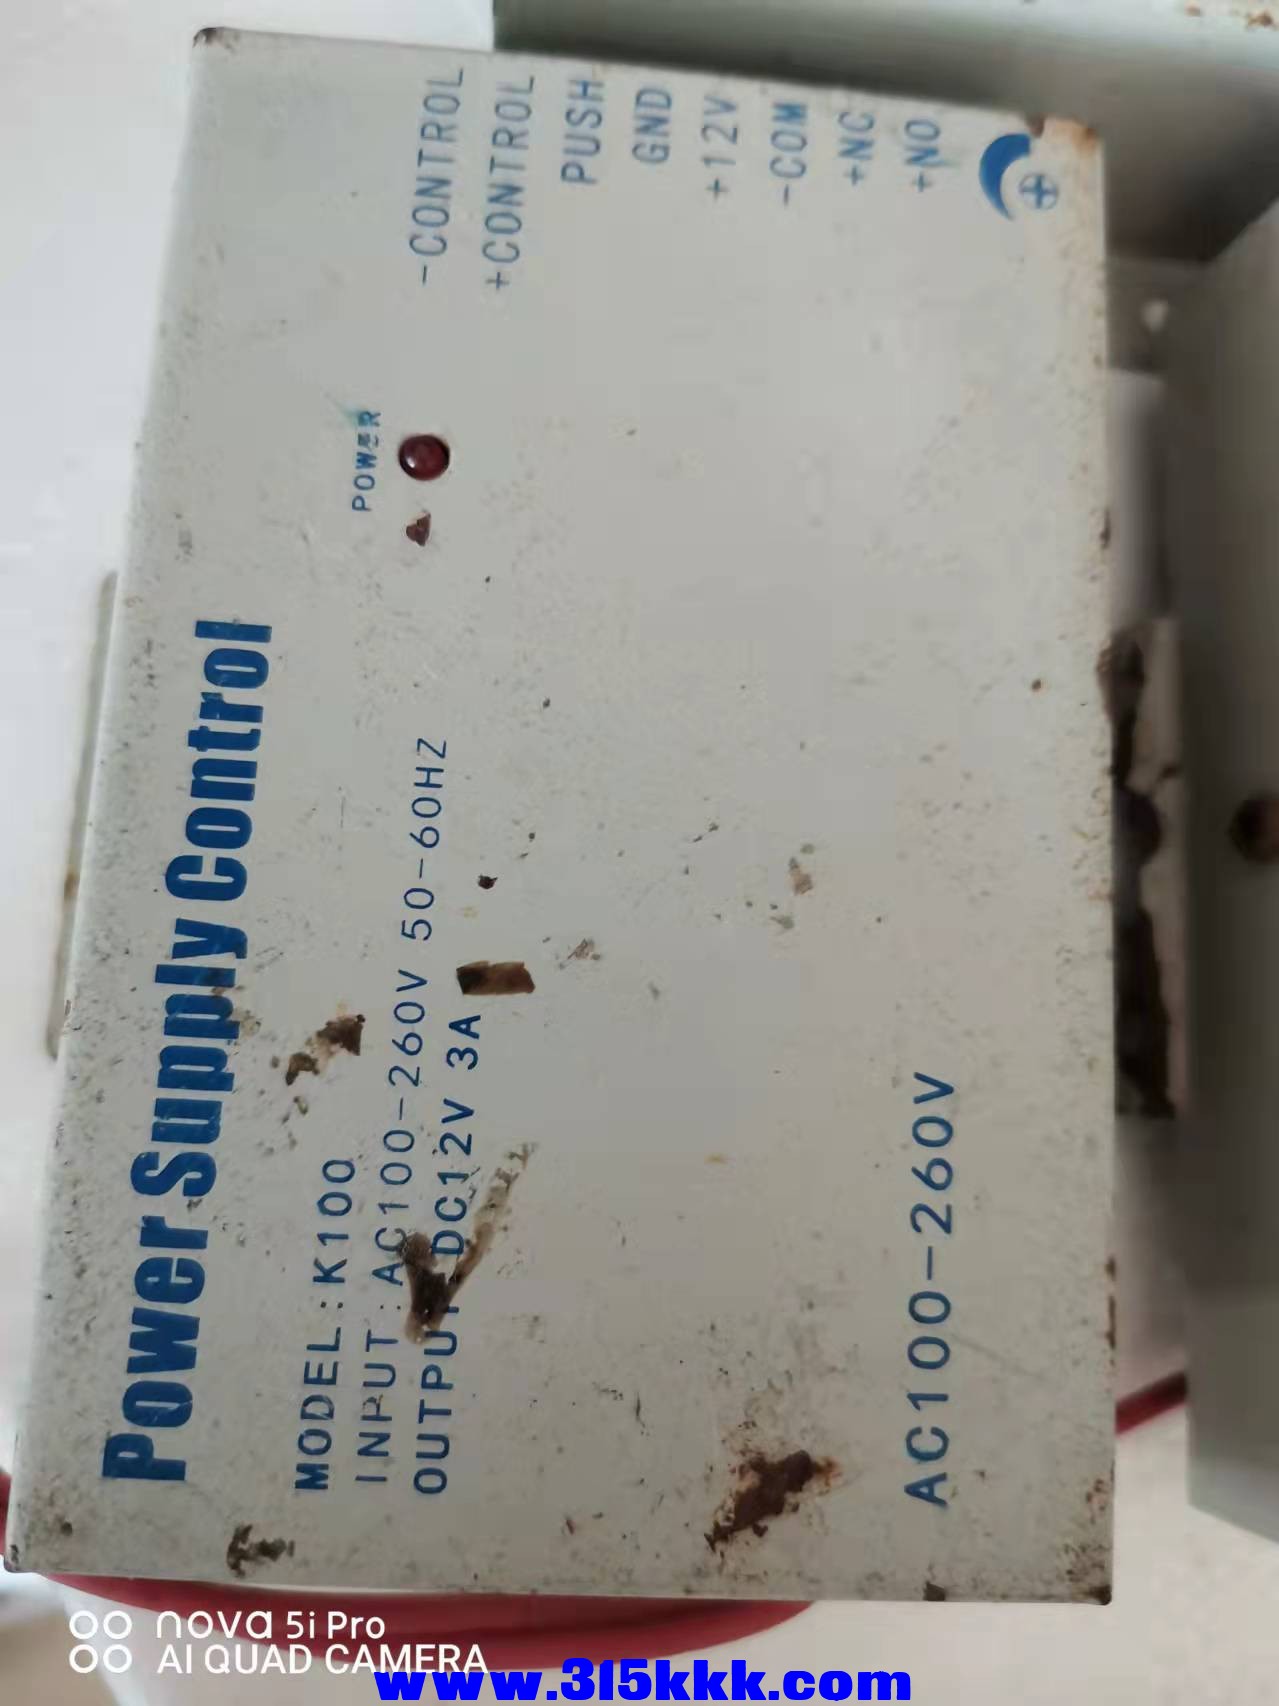 Power Supply Control
MODEL:K100
INPUT:AC100-260V 50-60HZ
OUTPUT DC12V 3A
POWER
-CONTROL
+CONTROL
PUSH
GND
+12V
-COM
+NC
+NO
AC100-260V
nova 5i Pro
AI QUAD CAMERA
www.315kkk.com